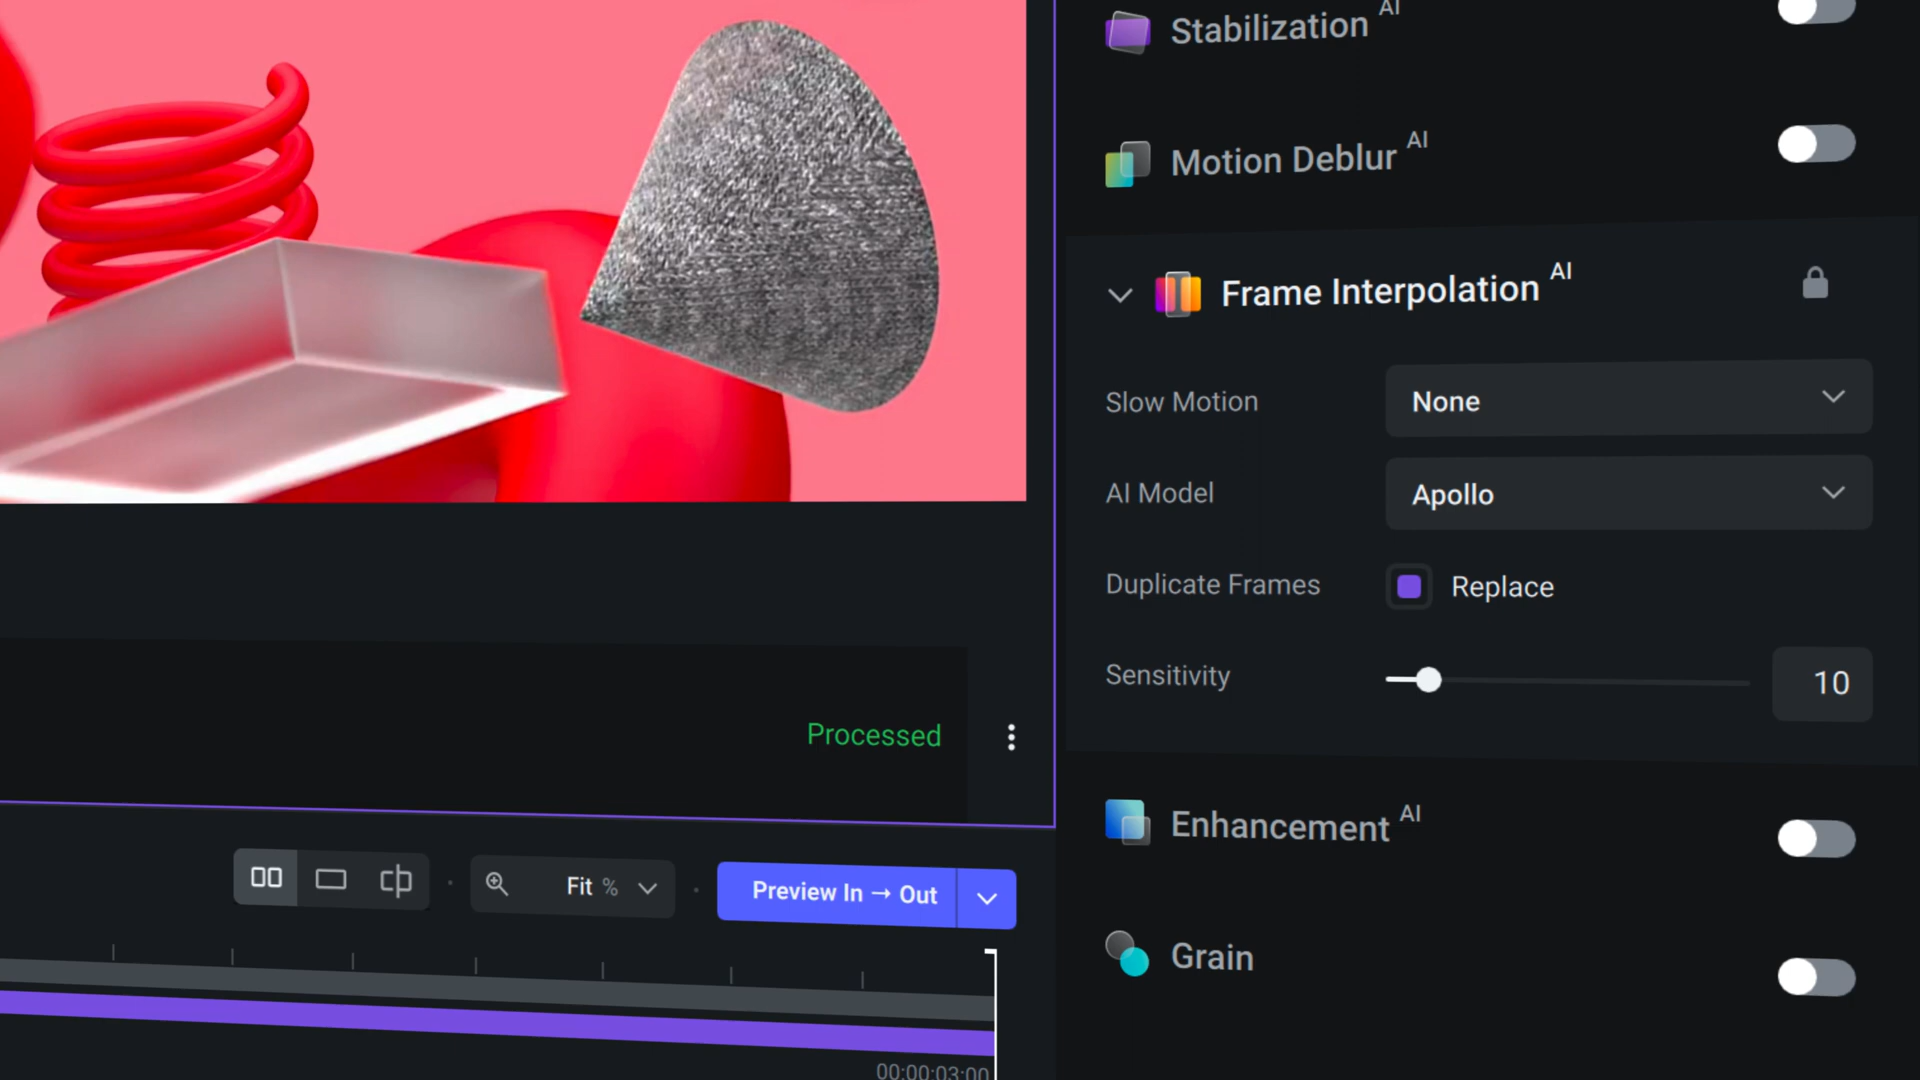 Stabilization AI
Motion Deblur AI
Frame Interpolation AI
Slow Motion None
AI Model Apollo
Duplicate Frames Replace
Sensitivity 10
Processed
Enhancement AI
Fit %
Preview In → Out
Grain
00:00:03:00